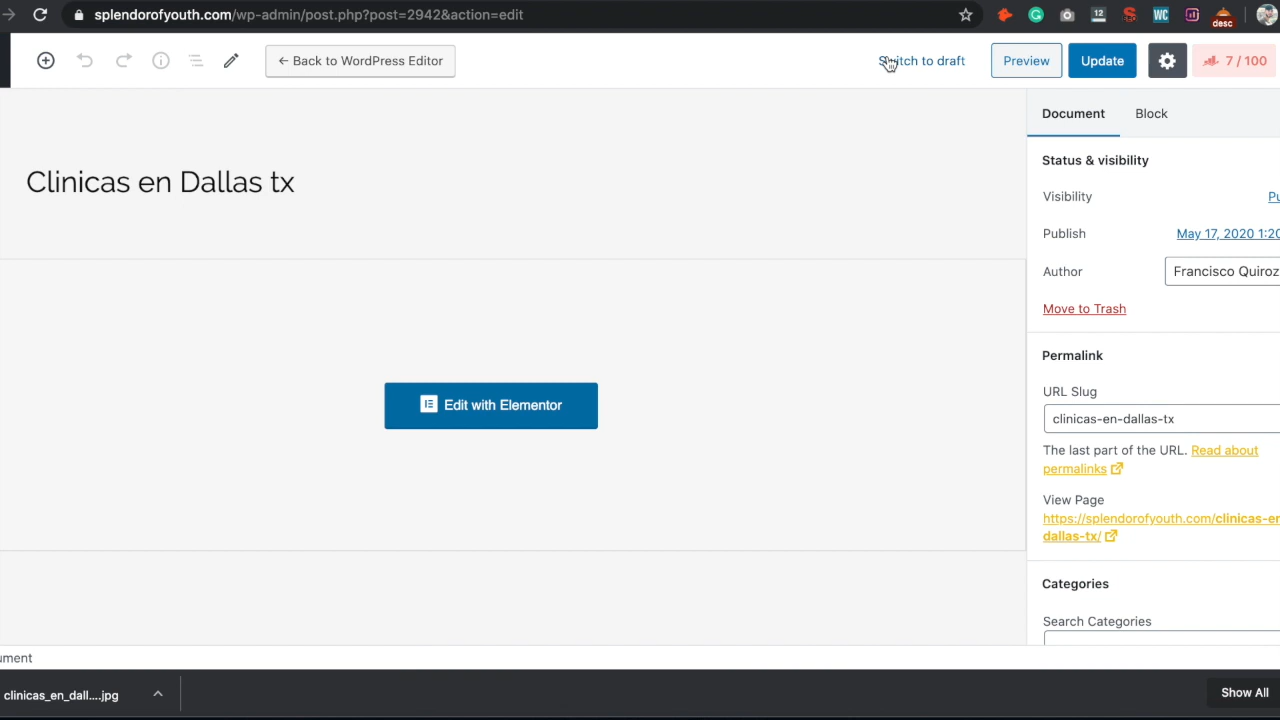 splendorofyouth.com/wp-admin/post.php?post=2942&action=edit
12
WC
desc
← Back to WordPress Editor
Switch to draft
Preview
Update
7 / 100
Document
Block
Clinicas en Dallas tx
Status & visibility
Visibility
Pu
Publish
May 17, 2020 1:20
Author
Francisco Quiroz
Move to Trash
Edit with Elementor
Permalink
URL Slug
clinicas-en-dallas-tx
The last part of the URL. Read about
permalinks
View Page
https://splendorofyouth.com/clinicas-en
dallas-tx/
Categories
Search Categories
ument
clinicas_en_dall....jpg
Show All